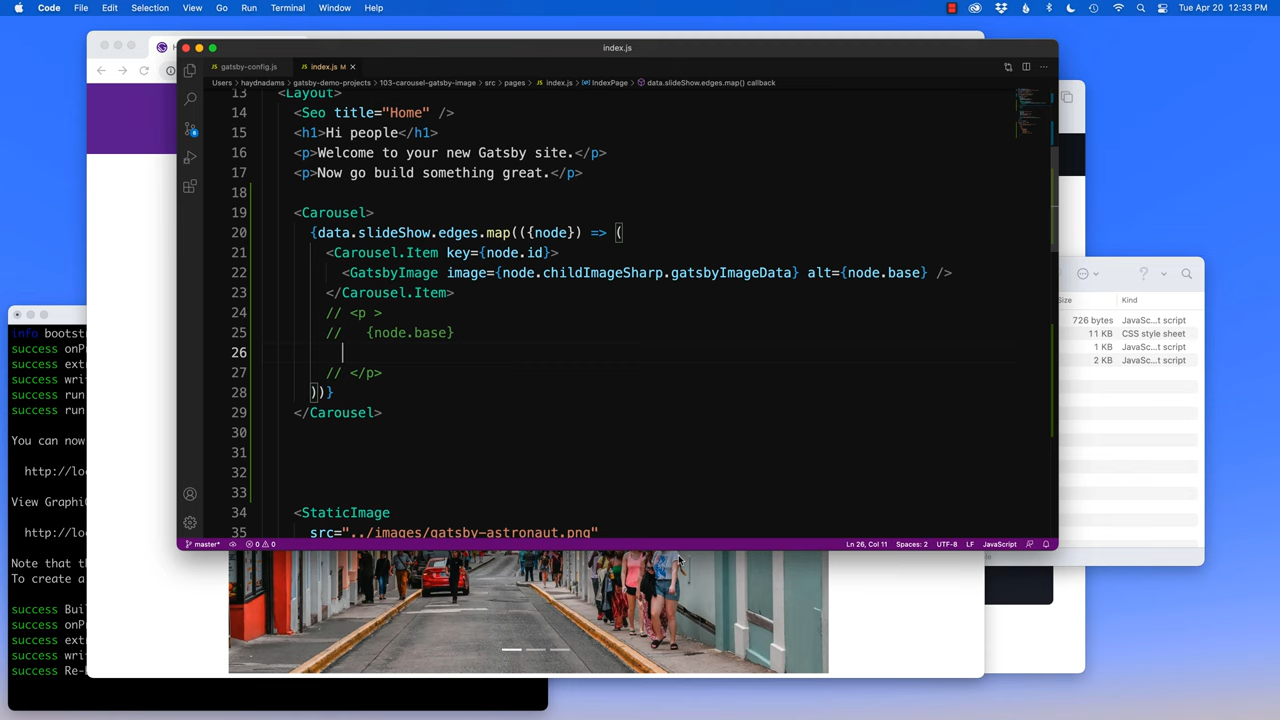 Code File Edit Selection View Go Run Terminal Window Help
Tue Apr 20 12:33 PM
index.js
gatsby-config.js index.js M
Users › haydnadams › gatsby-demo-projects › 103-carousel-gatsby-image › src › pages › index.js › IndexPage › data.slideShow.edges.map() callback
13 <Layout>
14 <Seo title="Home" />
15 <h1>Hi people</h1>
16 <p>Welcome to your new Gatsby site.</p>
17 <p>Now go build something great.</p>
18
19 <Carousel>
20 {data.slideShow.edges.map(({node}) => (
21 <Carousel.Item key={node.id}>
22 <GatsbyImage image={node.childImageSharp.gatsbyImageData} alt={node.base} />
23 </Carousel.Item>
24 // <p >
25 // {node.base}
26
27 // </p>
28 ))}
29 </Carousel>
30
31
32
33
34 <StaticImage
35 src="../images/gatsby-astronaut.png"
master* 0 0 Ln 26, Col 11 Spaces: 2 UTF-8 LF JavaScript
info bootst
success onP
success ext
success wri
success run
success run
You can now
http://lo
View Graphi
http://lo
Note that t
To create a
success Bui
success onP
success ext
success wri
success Re-
Size Kind
726 bytes JavaSc...t script
11 KB CSS style sheet
1 KB JavaSc...t script
2 KB JavaSc...t script